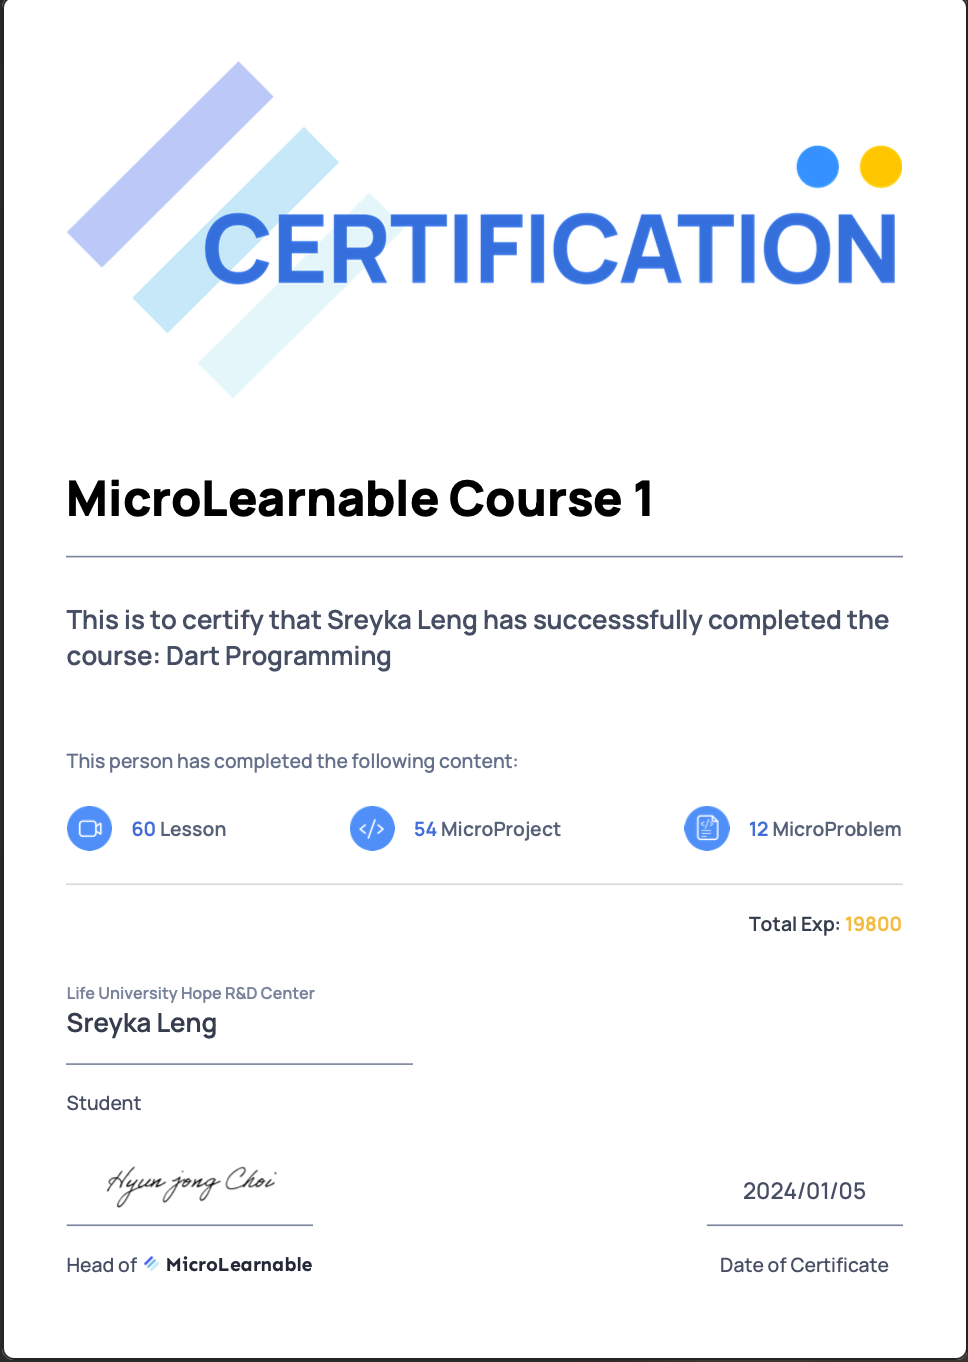 CERTIFICATION
MicroLearnable Course 1
This is to certify that Sreyka Leng has successsfully completed the
course: Dart Programming
This person has completed the following content:
60 Lesson
54 MicroProject
12 MicroProblem
Total Exp: 19800
Life University Hope R&D Center
Sreyka Leng
Student
Hyun jong Choi
2024/01/05
Head of MicroLearnable
Date of Certificate